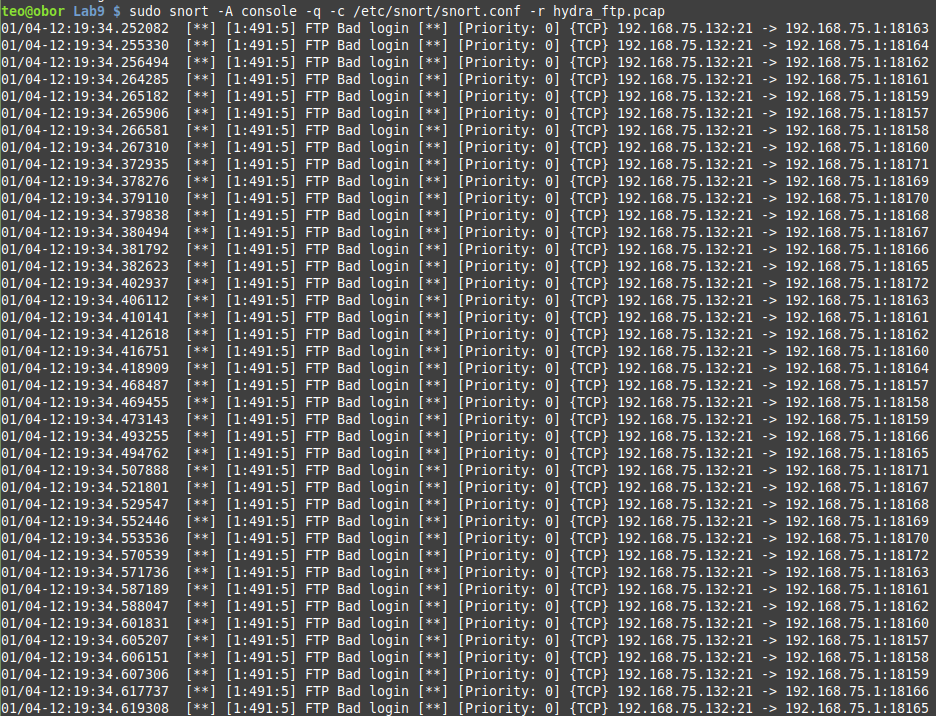 teo@obor Lab9 $ sudo snort -A console -q -c /etc/snort/snort.conf -r hydra_ftp.pcap
01/04-12:19:34.252082  [**] [1:491:5] FTP Bad login [**] [Priority: 0] {TCP} 192.168.75.132:21 -> 192.168.75.1:18163
01/04-12:19:34.255330  [**] [1:491:5] FTP Bad login [**] [Priority: 0] {TCP} 192.168.75.132:21 -> 192.168.75.1:18164
01/04-12:19:34.256494  [**] [1:491:5] FTP Bad login [**] [Priority: 0] {TCP} 192.168.75.132:21 -> 192.168.75.1:18162
01/04-12:19:34.264285  [**] [1:491:5] FTP Bad login [**] [Priority: 0] {TCP} 192.168.75.132:21 -> 192.168.75.1:18161
01/04-12:19:34.265182  [**] [1:491:5] FTP Bad login [**] [Priority: 0] {TCP} 192.168.75.132:21 -> 192.168.75.1:18159
01/04-12:19:34.265906  [**] [1:491:5] FTP Bad login [**] [Priority: 0] {TCP} 192.168.75.132:21 -> 192.168.75.1:18157
01/04-12:19:34.266581  [**] [1:491:5] FTP Bad login [**] [Priority: 0] {TCP} 192.168.75.132:21 -> 192.168.75.1:18158
01/04-12:19:34.267310  [**] [1:491:5] FTP Bad login [**] [Priority: 0] {TCP} 192.168.75.132:21 -> 192.168.75.1:18160
01/04-12:19:34.372935  [**] [1:491:5] FTP Bad login [**] [Priority: 0] {TCP} 192.168.75.132:21 -> 192.168.75.1:18171
01/04-12:19:34.378276  [**] [1:491:5] FTP Bad login [**] [Priority: 0] {TCP} 192.168.75.132:21 -> 192.168.75.1:18169
01/04-12:19:34.379110  [**] [1:491:5] FTP Bad login [**] [Priority: 0] {TCP} 192.168.75.132:21 -> 192.168.75.1:18170
01/04-12:19:34.379838  [**] [1:491:5] FTP Bad login [**] [Priority: 0] {TCP} 192.168.75.132:21 -> 192.168.75.1:18168
01/04-12:19:34.380494  [**] [1:491:5] FTP Bad login [**] [Priority: 0] {TCP} 192.168.75.132:21 -> 192.168.75.1:18167
01/04-12:19:34.381792  [**] [1:491:5] FTP Bad login [**] [Priority: 0] {TCP} 192.168.75.132:21 -> 192.168.75.1:18166
01/04-12:19:34.382623  [**] [1:491:5] FTP Bad login [**] [Priority: 0] {TCP} 192.168.75.132:21 -> 192.168.75.1:18165
01/04-12:19:34.402937  [**] [1:491:5] FTP Bad login [**] [Priority: 0] {TCP} 192.168.75.132:21 -> 192.168.75.1:18172
01/04-12:19:34.406112  [**] [1:491:5] FTP Bad login [**] [Priority: 0] {TCP} 192.168.75.132:21 -> 192.168.75.1:18163
01/04-12:19:34.410141  [**] [1:491:5] FTP Bad login [**] [Priority: 0] {TCP} 192.168.75.132:21 -> 192.168.75.1:18161
01/04-12:19:34.412618  [**] [1:491:5] FTP Bad login [**] [Priority: 0] {TCP} 192.168.75.132:21 -> 192.168.75.1:18162
01/04-12:19:34.416751  [**] [1:491:5] FTP Bad login [**] [Priority: 0] {TCP} 192.168.75.132:21 -> 192.168.75.1:18160
01/04-12:19:34.418909  [**] [1:491:5] FTP Bad login [**] [Priority: 0] {TCP} 192.168.75.132:21 -> 192.168.75.1:18164
01/04-12:19:34.468487  [**] [1:491:5] FTP Bad login [**] [Priority: 0] {TCP} 192.168.75.132:21 -> 192.168.75.1:18157
01/04-12:19:34.469455  [**] [1:491:5] FTP Bad login [**] [Priority: 0] {TCP} 192.168.75.132:21 -> 192.168.75.1:18158
01/04-12:19:34.473143  [**] [1:491:5] FTP Bad login [**] [Priority: 0] {TCP} 192.168.75.132:21 -> 192.168.75.1:18159
01/04-12:19:34.493255  [**] [1:491:5] FTP Bad login [**] [Priority: 0] {TCP} 192.168.75.132:21 -> 192.168.75.1:18166
01/04-12:19:34.494762  [**] [1:491:5] FTP Bad login [**] [Priority: 0] {TCP} 192.168.75.132:21 -> 192.168.75.1:18165
01/04-12:19:34.507888  [**] [1:491:5] FTP Bad login [**] [Priority: 0] {TCP} 192.168.75.132:21 -> 192.168.75.1:18171
01/04-12:19:34.521801  [**] [1:491:5] FTP Bad login [**] [Priority: 0] {TCP} 192.168.75.132:21 -> 192.168.75.1:18167
01/04-12:19:34.529547  [**] [1:491:5] FTP Bad login [**] [Priority: 0] {TCP} 192.168.75.132:21 -> 192.168.75.1:18168
01/04-12:19:34.552446  [**] [1:491:5] FTP Bad login [**] [Priority: 0] {TCP} 192.168.75.132:21 -> 192.168.75.1:18169
01/04-12:19:34.553536  [**] [1:491:5] FTP Bad login [**] [Priority: 0] {TCP} 192.168.75.132:21 -> 192.168.75.1:18170
01/04-12:19:34.570539  [**] [1:491:5] FTP Bad login [**] [Priority: 0] {TCP} 192.168.75.132:21 -> 192.168.75.1:18172
01/04-12:19:34.571736  [**] [1:491:5] FTP Bad login [**] [Priority: 0] {TCP} 192.168.75.132:21 -> 192.168.75.1:18163
01/04-12:19:34.587189  [**] [1:491:5] FTP Bad login [**] [Priority: 0] {TCP} 192.168.75.132:21 -> 192.168.75.1:18161
01/04-12:19:34.588047  [**] [1:491:5] FTP Bad login [**] [Priority: 0] {TCP} 192.168.75.132:21 -> 192.168.75.1:18162
01/04-12:19:34.601831  [**] [1:491:5] FTP Bad login [**] [Priority: 0] {TCP} 192.168.75.132:21 -> 192.168.75.1:18160
01/04-12:19:34.605207  [**] [1:491:5] FTP Bad login [**] [Priority: 0] {TCP} 192.168.75.132:21 -> 192.168.75.1:18157
01/04-12:19:34.606151  [**] [1:491:5] FTP Bad login [**] [Priority: 0] {TCP} 192.168.75.132:21 -> 192.168.75.1:18158
01/04-12:19:34.607306  [**] [1:491:5] FTP Bad login [**] [Priority: 0] {TCP} 192.168.75.132:21 -> 192.168.75.1:18159
01/04-12:19:34.617737  [**] [1:491:5] FTP Bad login [**] [Priority: 0] {TCP} 192.168.75.132:21 -> 192.168.75.1:18166
01/04-12:19:34.619308  [**] [1:491:5] FTP Bad login [**] [Priority: 0] {TCP} 192.168.75.132:21 -> 192.168.75.1:18165